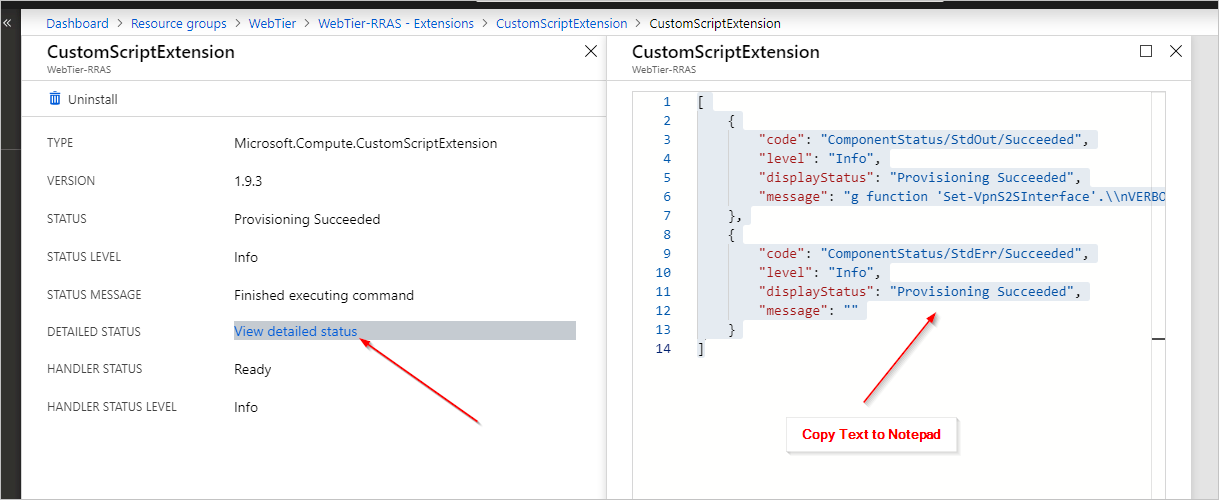 « Dashboard > Resource groups > WebTier > WebTier-RRAS - Extensions > CustomScriptExtension > CustomScriptExtension
CustomScriptExtension
WebTier-RRAS
Uninstall
TYPE Microsoft.Compute.CustomScriptExtension
VERSION 1.9.3
STATUS Provisioning Succeeded
STATUS LEVEL Info
STATUS MESSAGE Finished executing command
DETAILED STATUS View detailed status
HANDLER STATUS Ready
HANDLER STATUS LEVEL Info
CustomScriptExtension
WebTier-RRAS
1 [
2 {
3 "code": "ComponentStatus/StdOut/Succeeded",
4 "level": "Info",
5 "displayStatus": "Provisioning Succeeded",
6 "message": "g function 'Set-VpnS2SInterface'.\\nVERBO
7 },
8 {
9 "code": "ComponentStatus/StdErr/Succeeded",
10 "level": "Info",
11 "displayStatus": "Provisioning Succeeded",
12 "message": ""
13 }
14 ]
Copy Text to Notepad